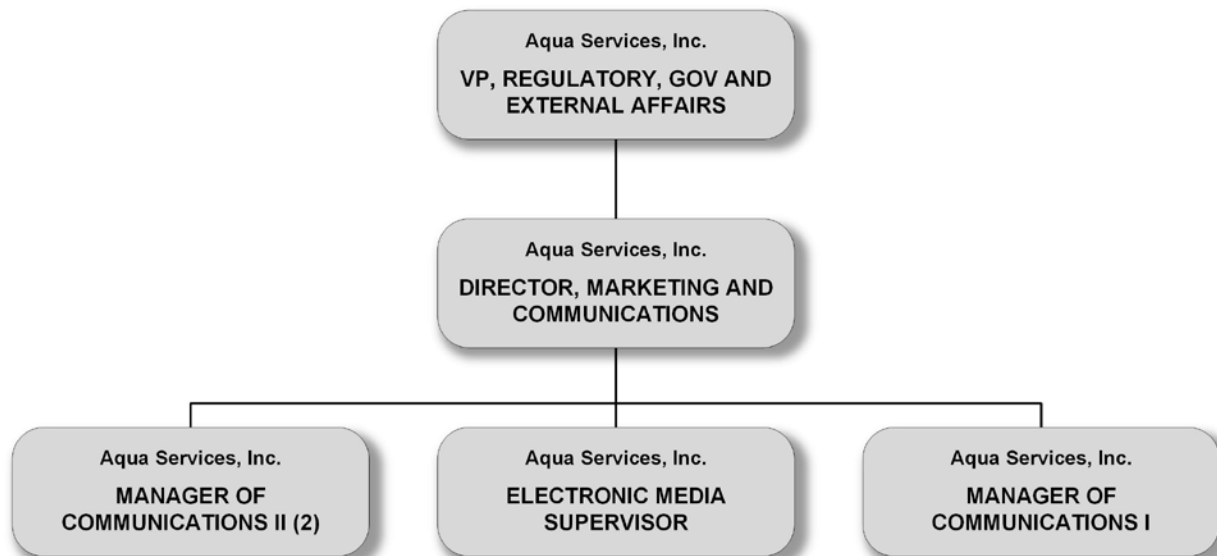 Aqua Services, Inc.
VP, REGULATORY, GOV AND
EXTERNAL AFFAIRS
Aqua Services, Inc.
DIRECTOR, MARKETING AND
COMMUNICATIONS
Aqua Services, Inc.
MANAGER OF
COMMUNICATIONS II (2)
Aqua Services, Inc.
ELECTRONIC MEDIA
SUPERVISOR
Aqua Services, Inc.
MANAGER OF
COMMUNICATIONS I